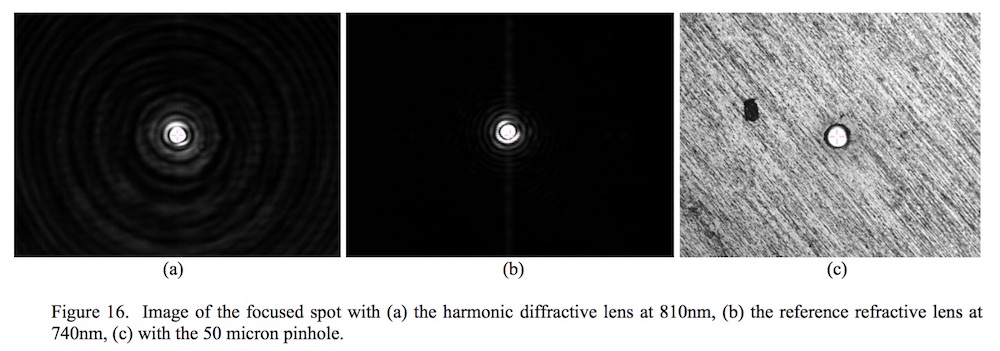 (a)
(b)
(c)
Figure 16.  Image of the focused spot with (a) the harmonic diffractive lens at 810nm, (b) the reference refractive lens at
740nm, (c) with the 50 micron pinhole.